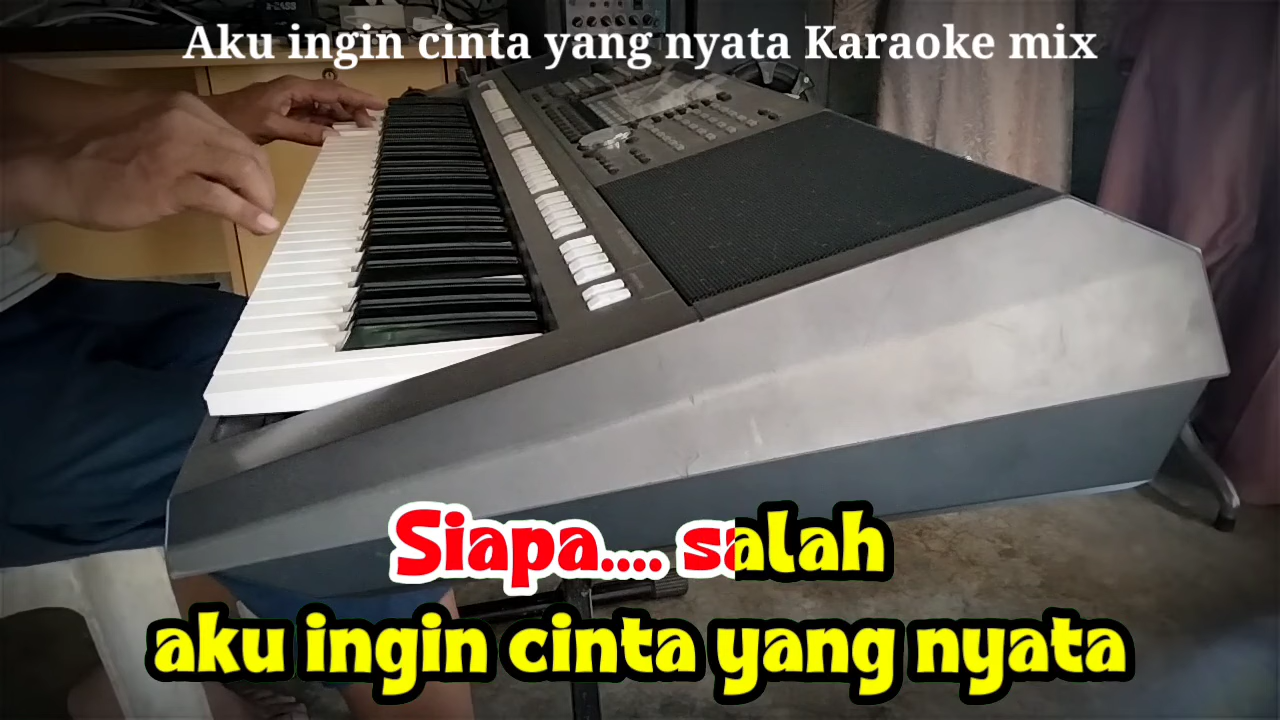 Aku ingin cinta yang nyata Karaoke mix
Siapa.... salah
aku ingin cinta yang nyata